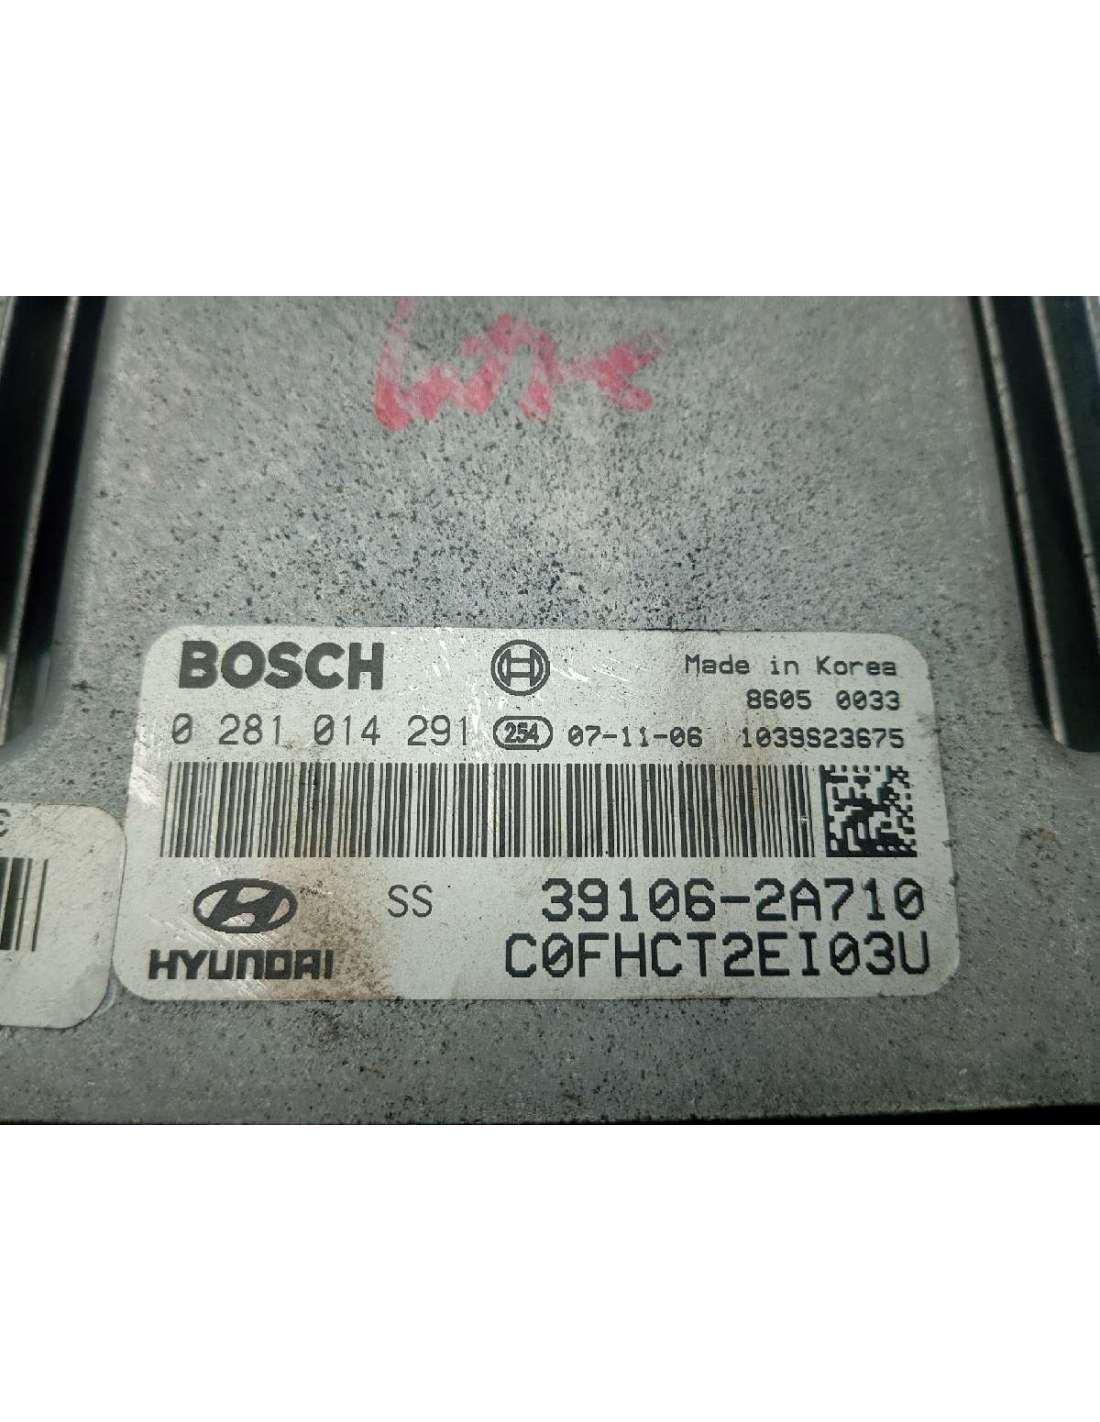 BOSCH
Made in Korea
8605 0033
0 281 014 291 254 07-11-06 1039S23675
SS 39106-2A710
HYUNDAI C0FHCT2EI03U